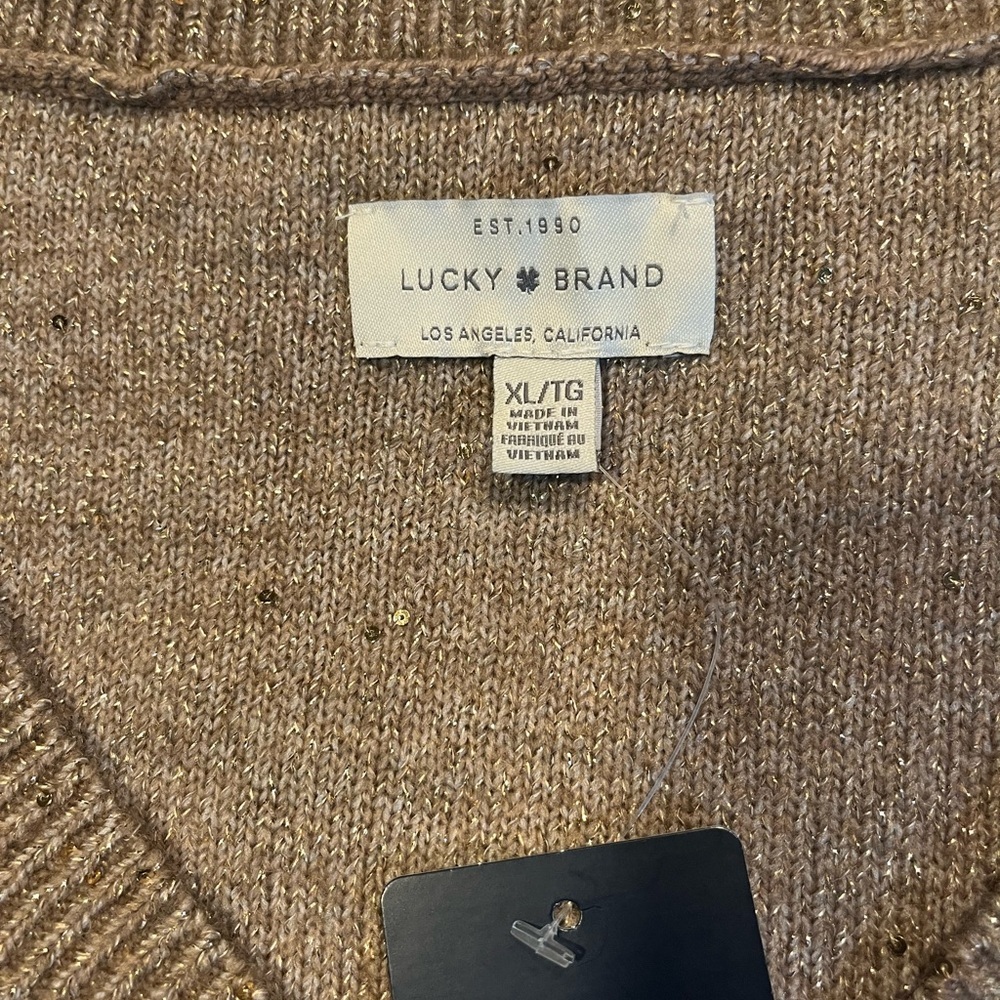 EST.1990
LUCKY BRAND
LOS ANGELES, CALIFORNIA
XL/TG
MADE IN
VIETNAM
FABRIQUÉ AU
VIETNAM